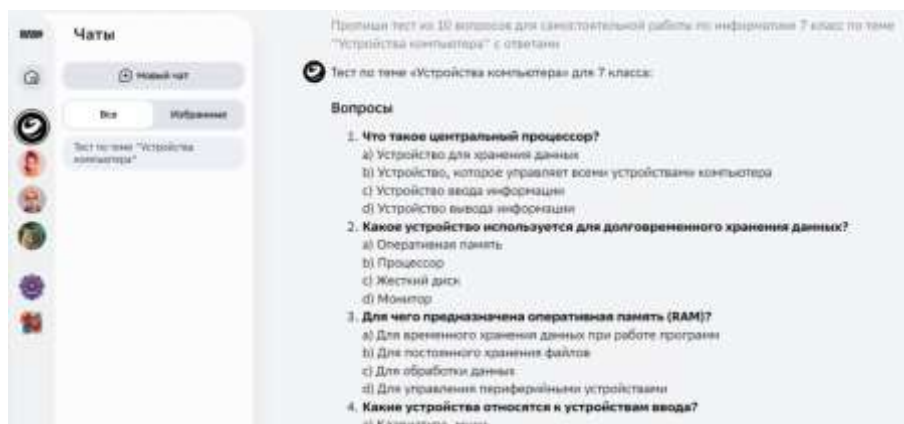 Чаты
Новый чат
Все
Избранные
Тест по теме "Устройства
компьютера"
Пропиши тест из 10 вопросов для самостоятельной работы по информатике 7 класс по теме
"Устройства компьютера" с ответами
Тест по теме «Устройства компьютера» для 7 класса:
Вопросы
1. Что такое центральный процессор?
a) Устройство для хранения данных
b) Устройство, которое управляет всеми устройствами компьютера
c) Устройство ввода информации
d) Устройство вывода информации
2. Какое устройство используется для долговременного хранения данных?
a) Оперативная память
b) Процессор
c) Жесткий диск
d) Монитор
3. Для чего предназначена оперативная память (RAM)?
a) Для временного хранения данных при работе программ
b) Для постоянного хранения файлов
c) Для обработки данных
d) Для управления периферийными устройствами
4. Какие устройства относятся к устройствам ввода?